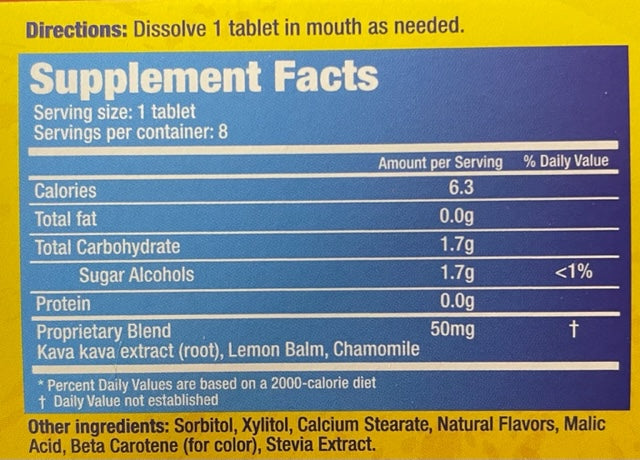 Directions: Dissolve 1 tablet in mouth as needed.
Supplement Facts
Serving size: 1 tablet
Servings per container: 8
Amount per Serving % Daily Value
Calories 6.3
Total fat 0.0g
Total Carbohydrate 1.7g
Sugar Alcohols 1.7g <1%
Protein 0.0g
Proprietary Blend 50mg †
Kava kava extract (root), Lemon Balm, Chamomile
* Percent Daily Values are based on a 2000-calorie diet
† Daily Value not established
Other ingredients: Sorbitol, Xylitol, Calcium Stearate, Natural Flavors, Malic
Acid, Beta Carotene (for color), Stevia Extract.